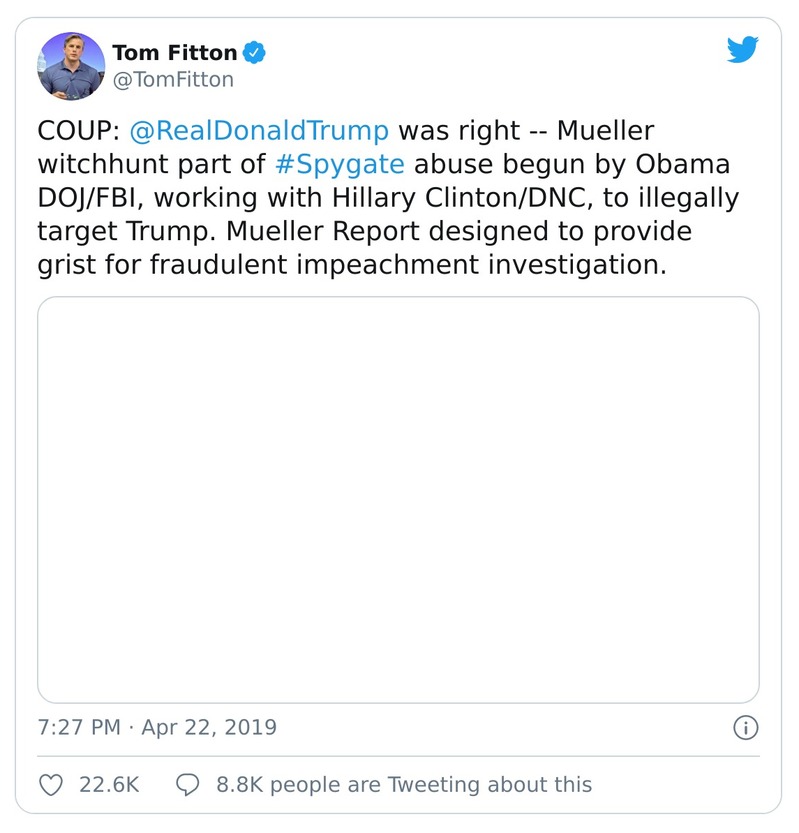 Tom Fitton
@TomFitton
COUP: @RealDonaldTrump was right -- Mueller
witchhunt part of #Spygate abuse begun by Obama
DOJ/FBI, working with Hillary Clinton/DNC, to illegally
target Trump. Mueller Report designed to provide
grist for fraudulent impeachment investigation.
7:27 PM · Apr 22, 2019
22.6K 8.8K people are Tweeting about this